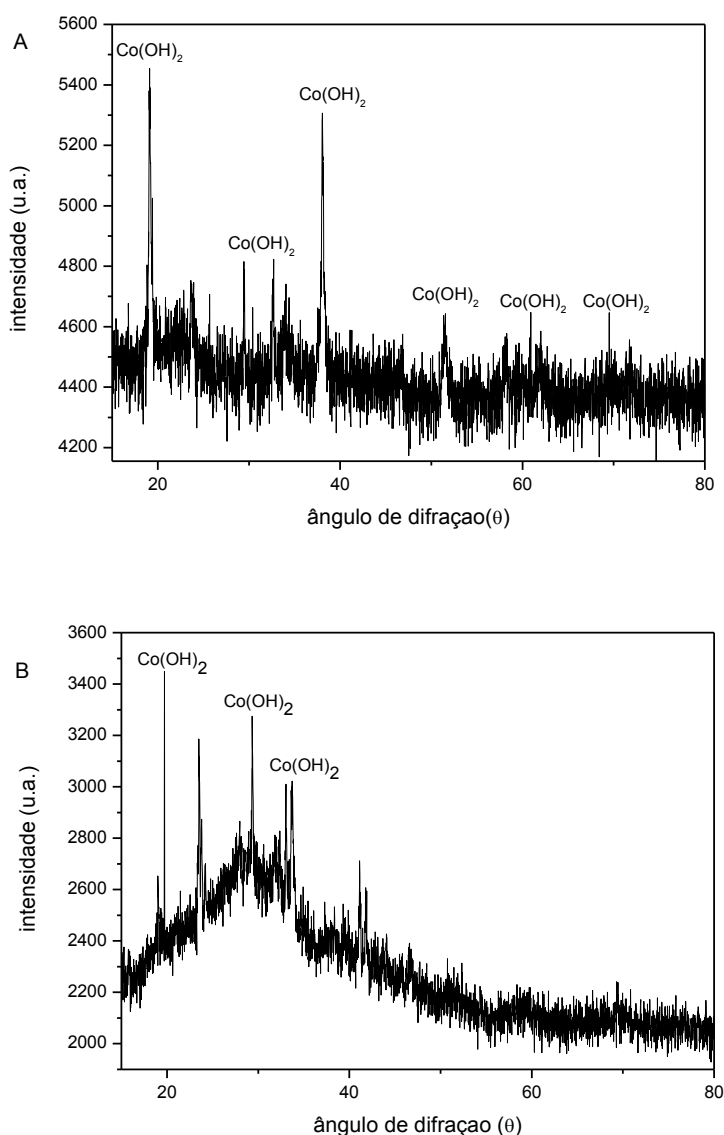 A
5600
5400
5200
5000
4800
4600
4400
4200
intensidade (u.a.)
Co(OH)₂
Co(OH)₂
Co(OH)₂
Co(OH)₂
Co(OH)₂
Co(OH)₂
20 40 60 80
ângulo de difraçao(θ)
B
3600
3400
3200
3000
2800
2600
2400
2200
2000
intensidade (u.a.)
Co(OH)2
Co(OH)2
Co(OH)2
20 40 60 80
ângulo de difraçao (θ)